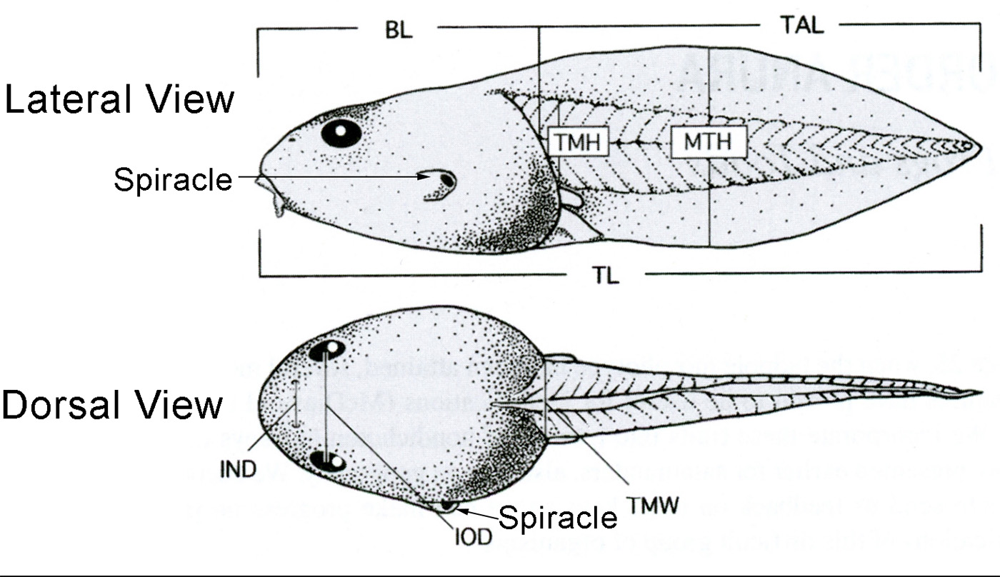 BL
TAL
Lateral View
TMH
MTH
Spiracle
TL
Dorsal View
IND
TMW
Spiracle
IOD